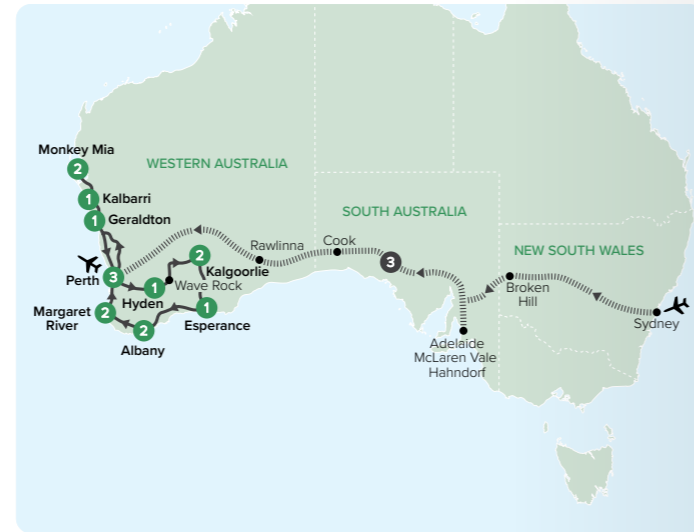 Monkey Mia
2
WESTERN AUSTRALIA
1
Kalbarri
1
Geraldton
SOUTH AUSTRALIA
Rawlinna
Cook
3
NEW SOUTH WALES
2
Kalgoorlie
Perth
3
1
Wave Rock
Hyden
Broken
Hill
Margaret
River
2
1
Esperance
2
Albany
Sydney
Adelaide
McLaren Vale
Hahndorf